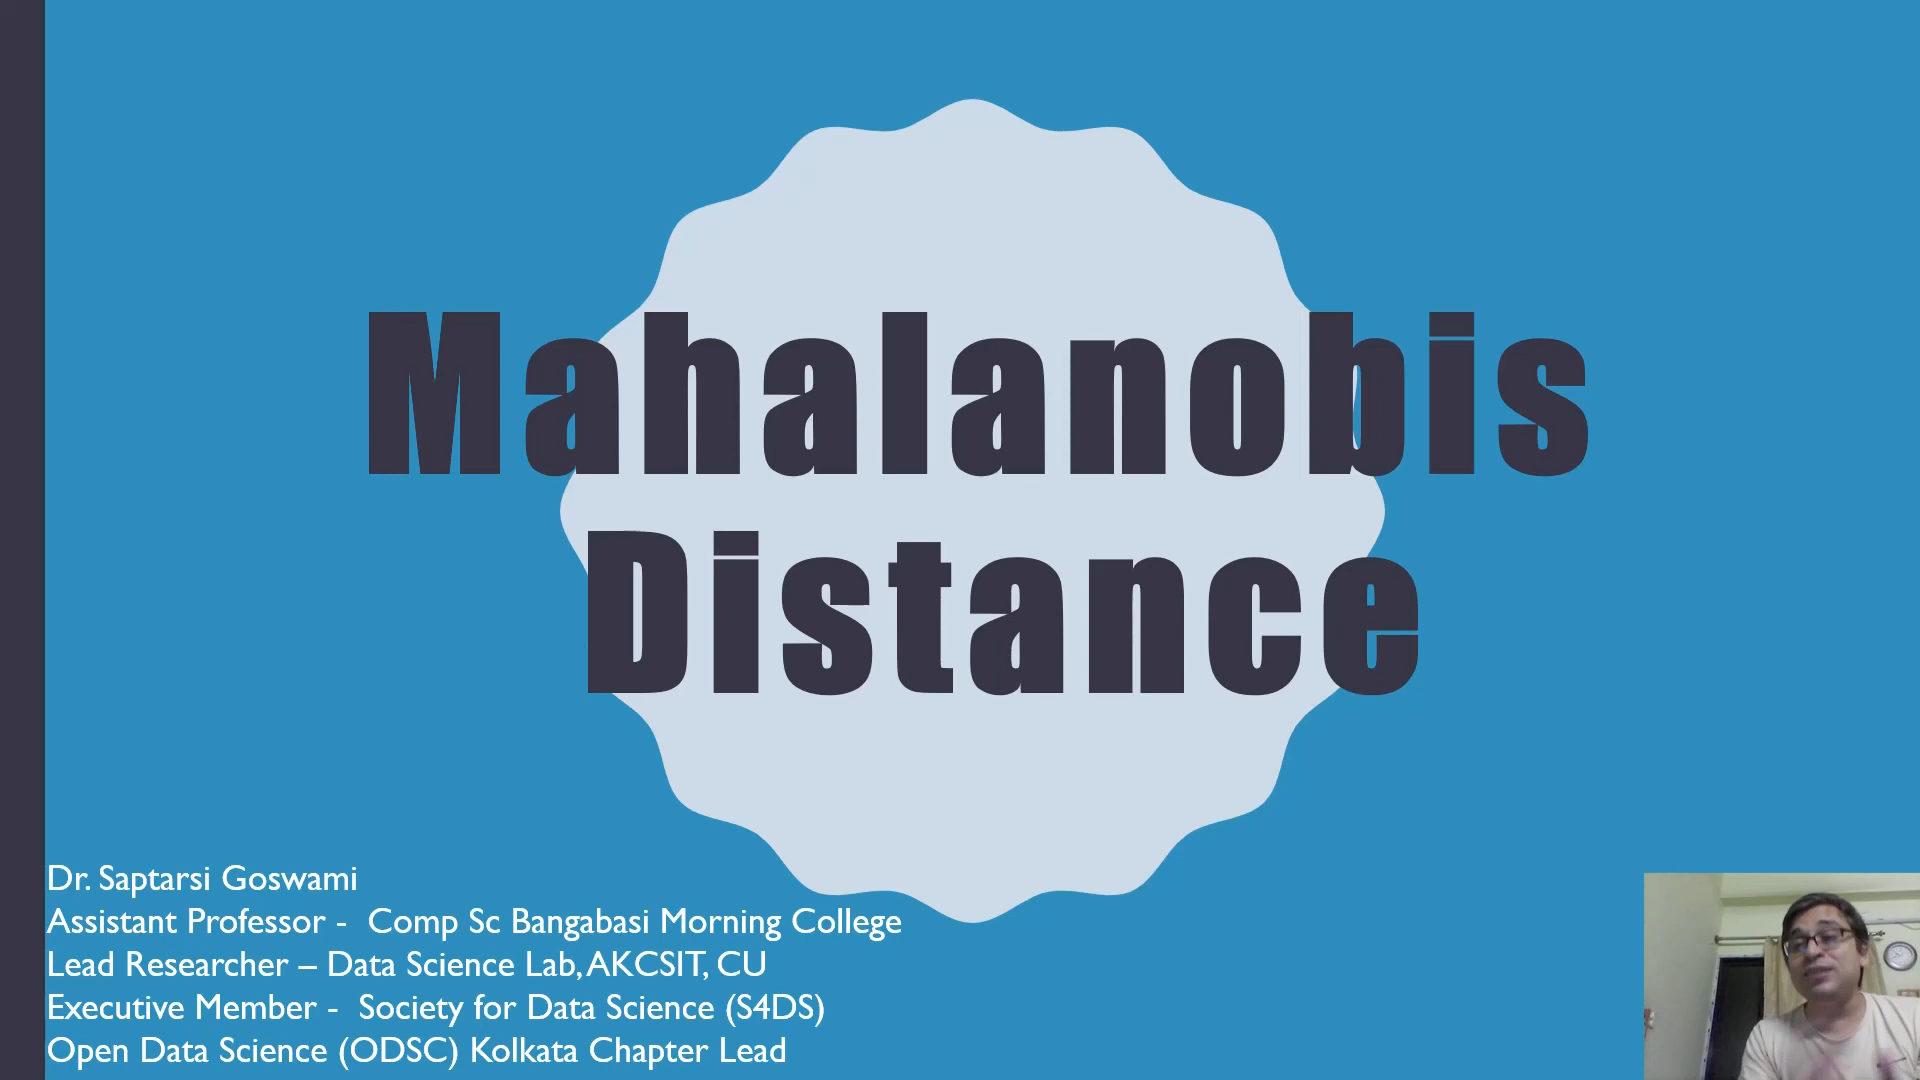 Mahalanobis
Distance
Dr. Saptarsi Goswami
Assistant Professor -  Comp Sc Bangabasi Morning College
Lead Researcher – Data Science Lab, AKCSIT, CU
Executive Member -  Society for Data Science (S4DS)
Open Data Science (ODSC) Kolkata Chapter Lead